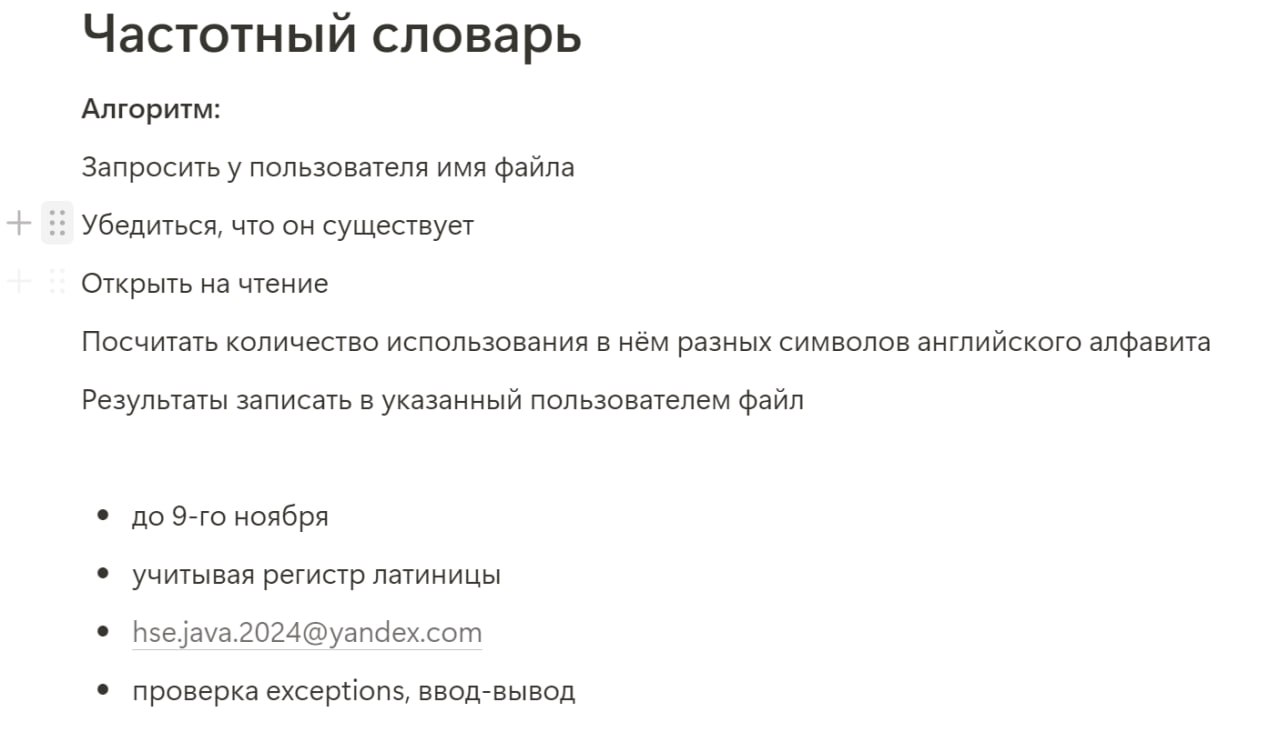 Частотный словарь
Алгоритм:
Запросить у пользователя имя файла
Убедиться, что он существует
Открыть на чтение
Посчитать количество использования в нём разных символов английского алфавита
Результаты записать в указанный пользователем файл
до 9-го ноября
учитывая регистр латиницы
hse.java.2024@yandex.com
проверка exceptions, ввод-вывод